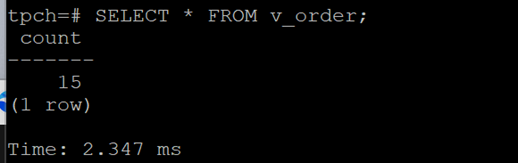 tpch=# SELECT * FROM v_order;
count
-------
15
(1 row)
Time: 2.347 ms